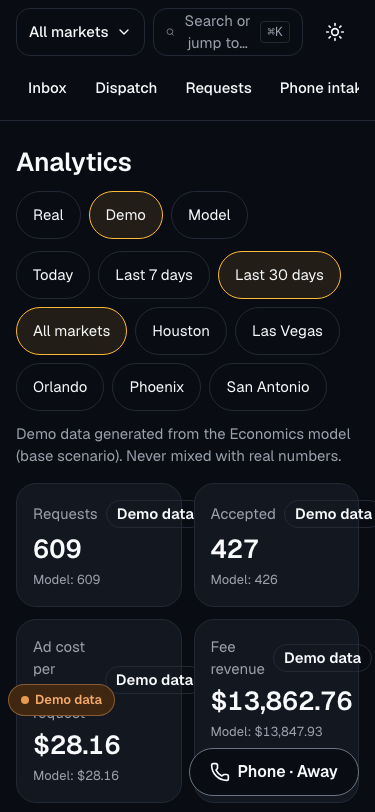 All markets
Search or jump to...
⌘K
Inbox Dispatch Requests Phone intak
Analytics
Real Demo Model
Today Last 7 days Last 30 days
All markets Houston Las Vegas
Orlando Phoenix San Antonio
Demo data generated from the Economics model
(base scenario). Never mixed with real numbers.
Requests Demo data
609
Model: 609
Accepted Demo data
427
Model: 426
Ad cost
per
request
Demo data
$28.16
Model: $28.16
Fee
revenue
Demo data
$13,862.76
Model: $13,847.93
Demo data
Phone · Away